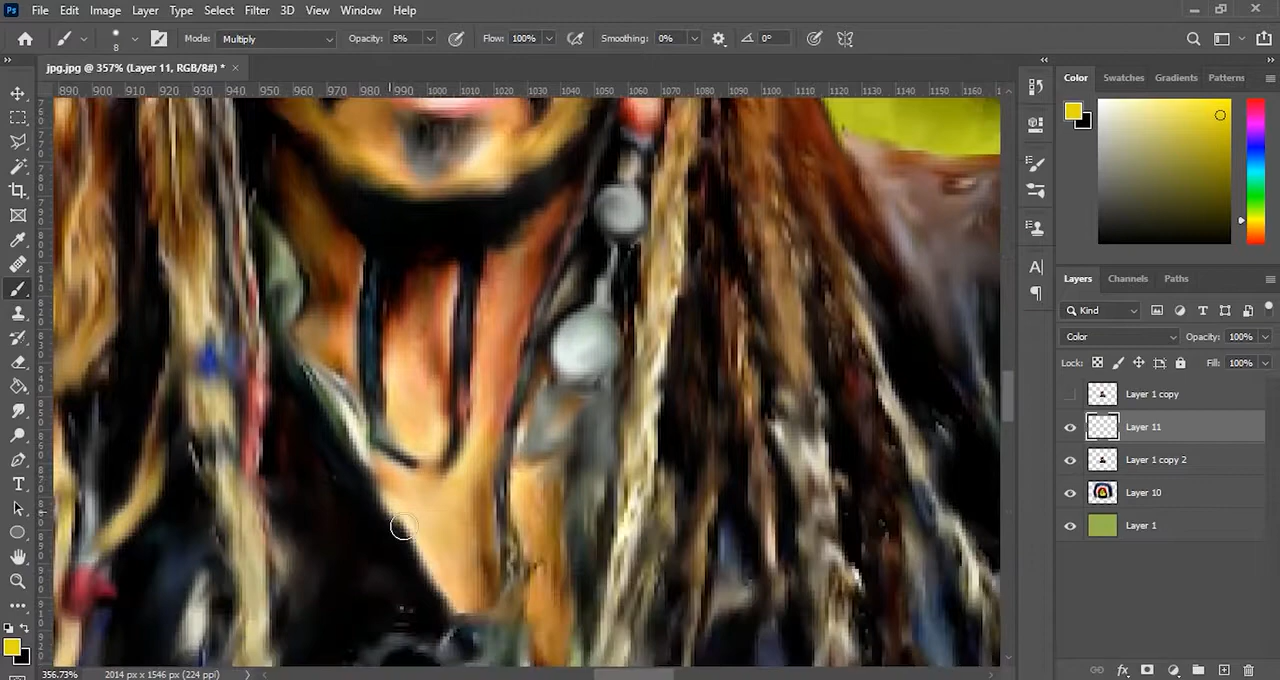 Ps File Edit Image Layer Type Select Filter 3D View Window Help
8 Mode: Multiply Opacity: 8% Flow: 100% Smoothing: 0% 0°
jpg.jpg @ 357% (Layer 11, RGB/8#) * ×
890 900 910 920 930 940 950 960 970 980 990 1000 1010 1020 1030 1040 1050 1060 1070 1080 1090 1100 1110 1120 1130 1140 1150 1160
Color Swatches Gradients Patterns
Layers Channels Paths
Kind
Color Opacity: 100%
Lock: Fill: 100%
Layer 1 copy
Layer 11
Layer 1 copy 2
Layer 10
Layer 1
356.73% 2014 px x 1546 px (224 ppi)